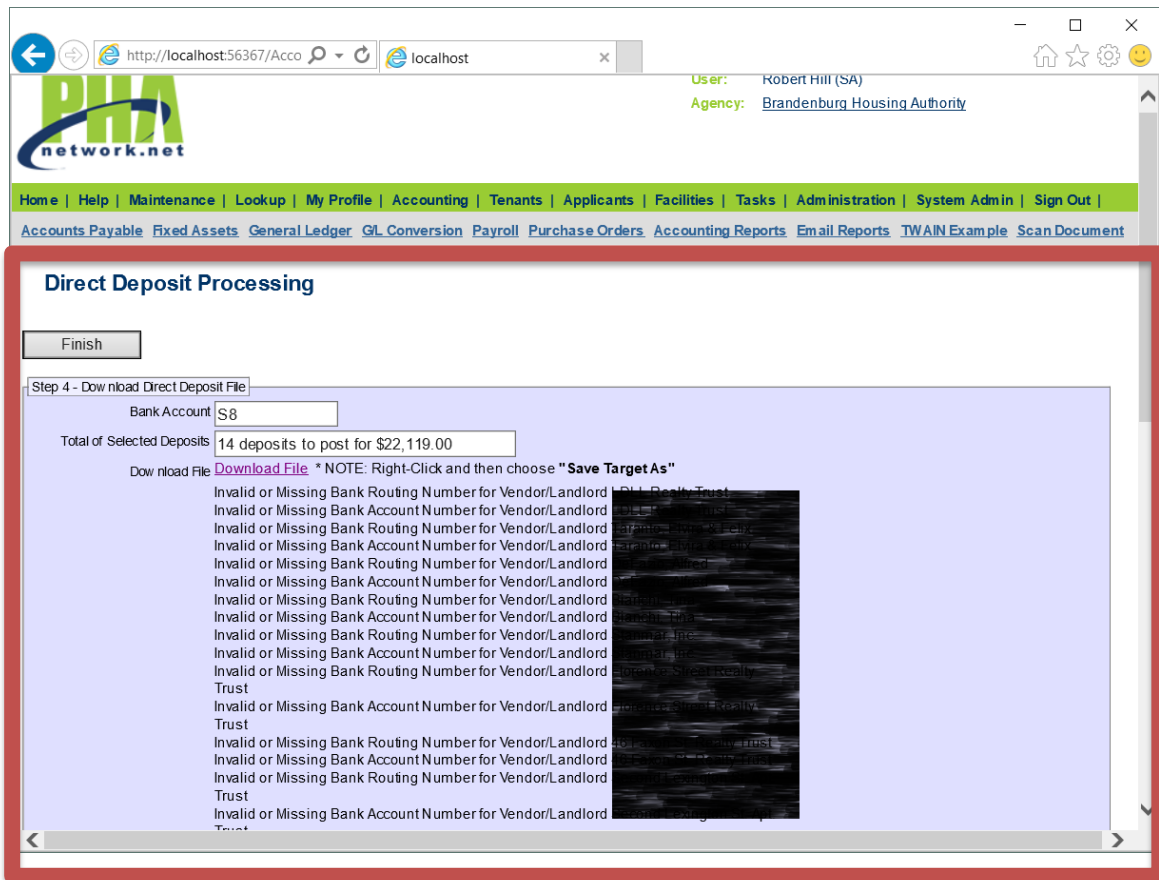 http://localhost:56367/Acco
localhost
User: Robert Hill (SA)
Agency: Brandenburg Housing Authority
PHA
network.net
Home | Help | Maintenance | Lookup | My Profile | Accounting | Tenants | Applicants | Facilities | Tasks | Administration | System Admin | Sign Out |
Accounts Payable Fixed Assets General Ledger G/L Conversion Payroll Purchase Orders Accounting Reports Email Reports TWAIN Example Scan Document
Direct Deposit Processing
Finish
Step 4 - Download Direct Deposit File
Bank Account S8
Total of Selected Deposits 14 deposits to post for $22,119.00
Download File Download File * NOTE: Right-Click and then choose "Save Target As"
Invalid or Missing Bank Routing Number for Vendor/Landlord
Invalid or Missing Bank Account Number for Vendor/Landlord
Invalid or Missing Bank Routing Number for Vendor/Landlord
Invalid or Missing Bank Account Number for Vendor/Landlord
Invalid or Missing Bank Routing Number for Vendor/Landlord
Invalid or Missing Bank Account Number for Vendor/Landlord
Invalid or Missing Bank Routing Number for Vendor/Landlord
Invalid or Missing Bank Account Number for Vendor/Landlord
Invalid or Missing Bank Routing Number for Vendor/Landlord
Invalid or Missing Bank Account Number for Vendor/Landlord
Invalid or Missing Bank Routing Number for Vendor/Landlord
Trust
Invalid or Missing Bank Account Number for Vendor/Landlord
Trust
Invalid or Missing Bank Routing Number for Vendor/Landlord
Invalid or Missing Bank Account Number for Vendor/Landlord
Invalid or Missing Bank Routing Number for Vendor/Landlord
Trust
Invalid or Missing Bank Account Number for Vendor/Landlord
Trust